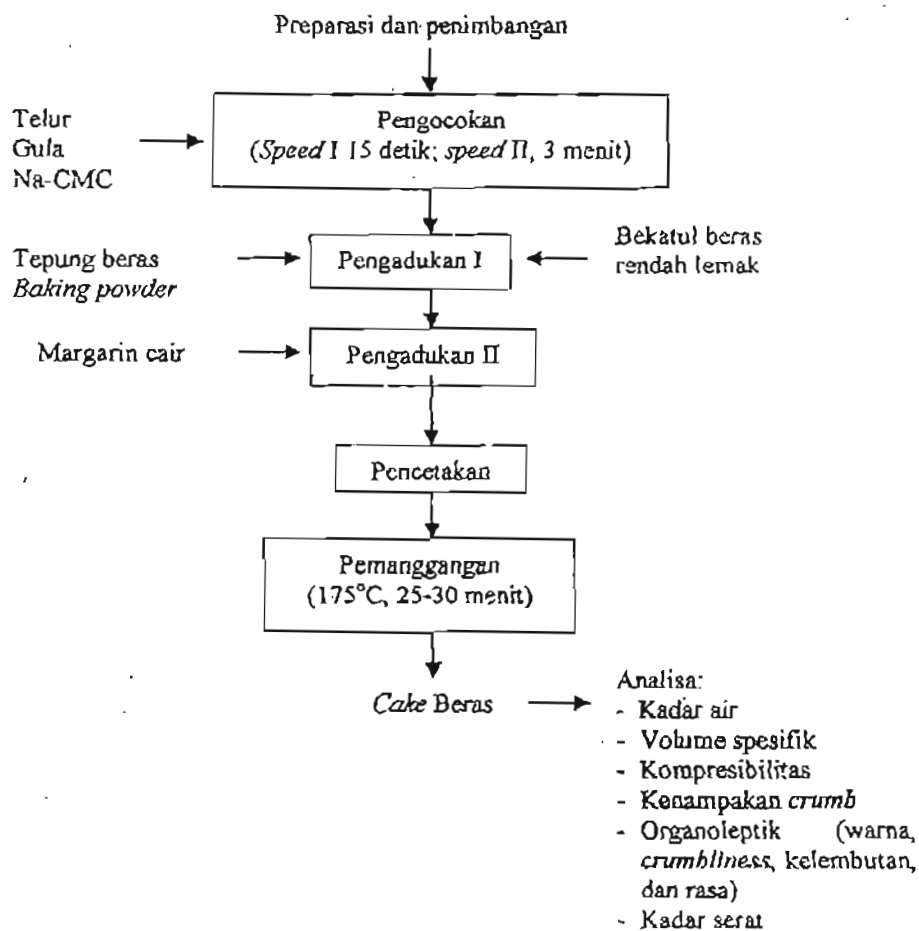 Preparasi dan penimbangan
Telur
Gula
Na-CMC
Pengocokan
(Speed I 15 detik; speed II, 3 menit)
Tepung beras
Baking powder
Pengadukan I
Bekatul beras
rendah lemak
Margarin cair
Pengadukan II
Pencetakan
Pemanggangan
(175°C, 25-30 menit)
Cake Beras
Analisa:
- Kadar air
- Volume spesifik
- Kompresibilitas
- Kenampakan crumb
- Organoleptik (warna,
crumbliness, kelembutan,
dan rasa)
- Kadar serat